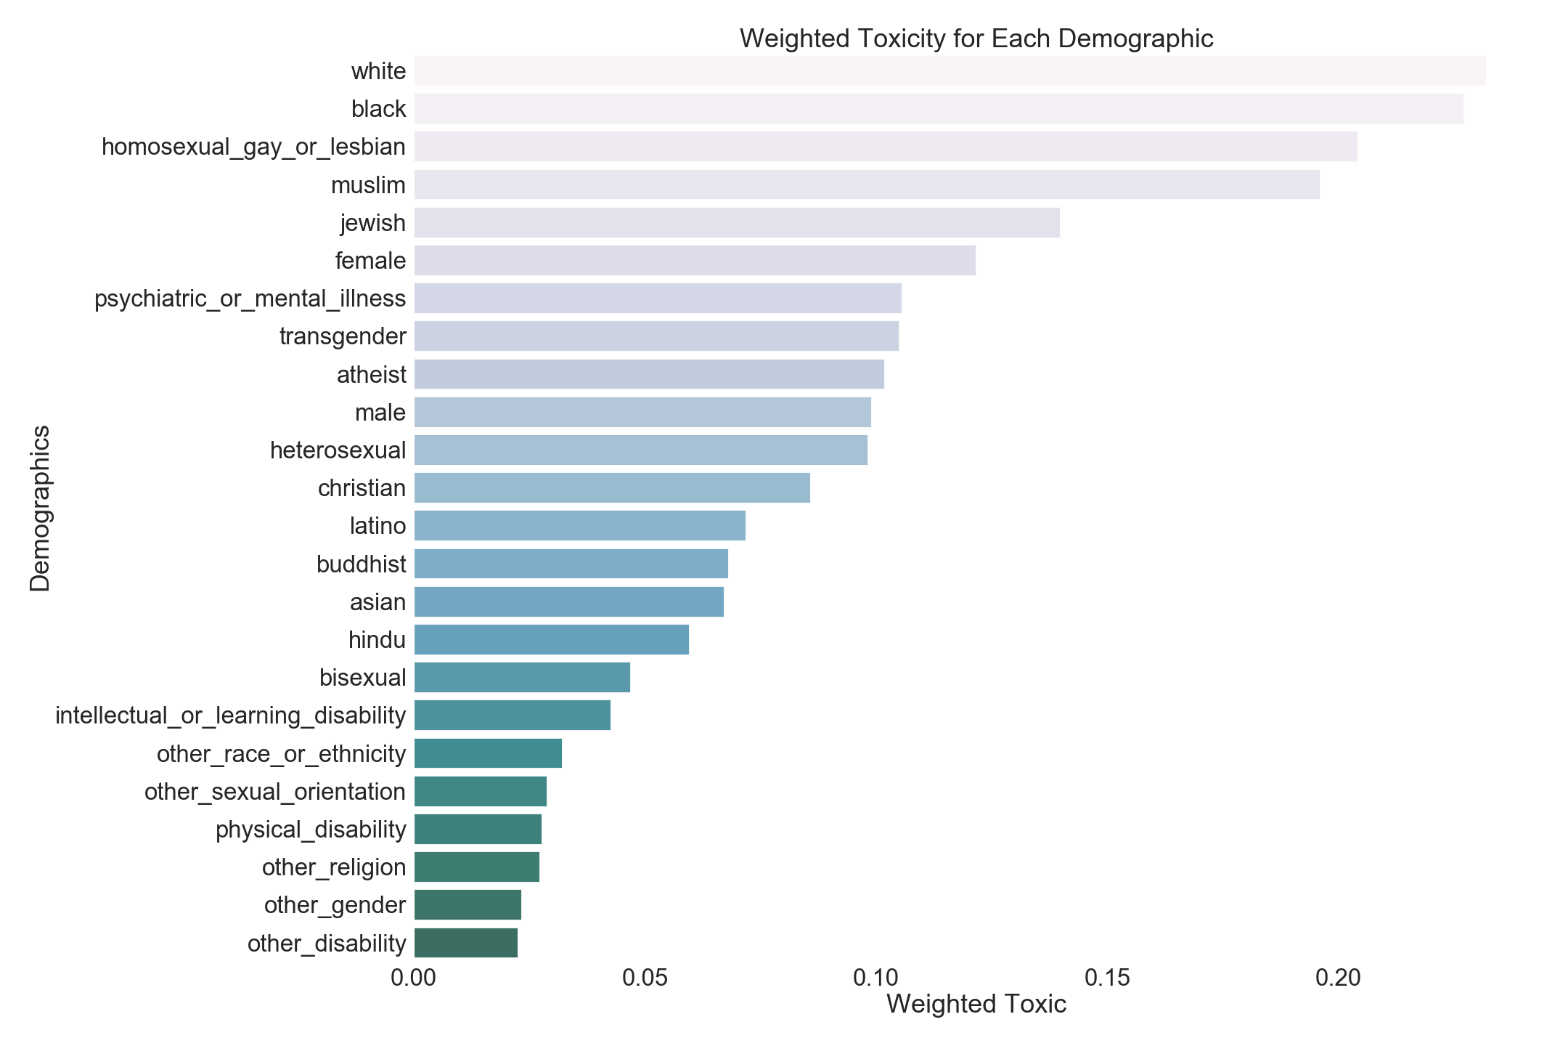 Weighted Toxicity for Each Demographic
white
black
homosexual_gay_or_lesbian
muslim
jewish
female
psychiatric_or_mental_illness
transgender
atheist
male
heterosexual
christian
latino
buddhist
asian
hindu
bisexual
intellectual_or_learning_disability
other_race_or_ethnicity
other_sexual_orientation
physical_disability
other_religion
other_gender
other_disability
Demographics
0.00 0.05 0.10 0.15 0.20
Weighted Toxic